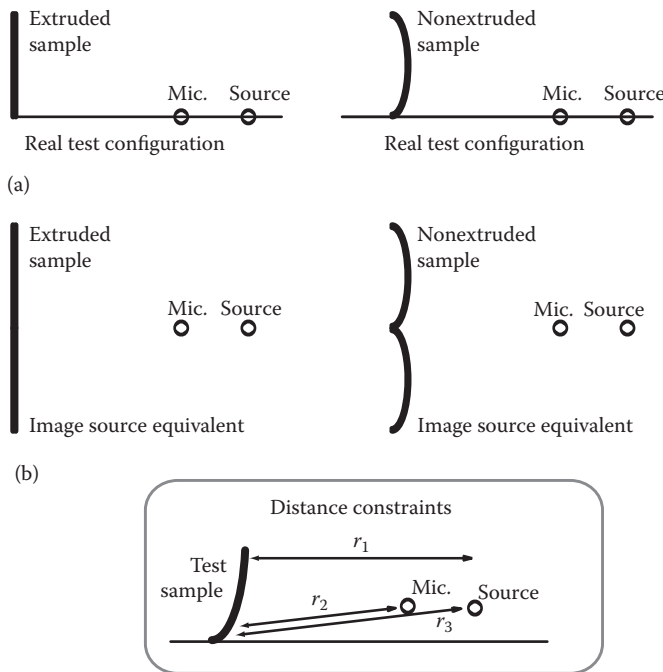 Extruded
sample
Mic. Source
Real test configuration
Nonextruded
sample
Mic. Source
Real test configuration
(a)
Extruded
sample
Mic. Source
Image source equivalent
Nonextruded
sample
Mic. Source
Image source equivalent
(b)
Distance constraints
r1
Test
sample
r2
Mic.
Source
r3